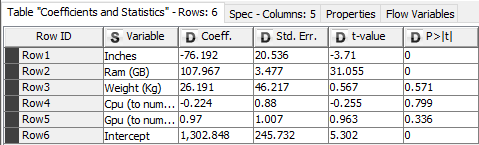 Table "Coefficients and Statistics" - Rows: 6 Spec - Columns: 5 Properties Flow Variables
Row ID S Variable D Coeff. D Std. Err. D t-value D P>|t|
Row1 Inches -76.192 20.536 -3.71 0
Row2 Ram (GB) 107.967 3.477 31.055 0
Row3 Weight (Kg) 26.191 46.217 0.567 0.571
Row4 Cpu (to num... -0.224 0.88 -0.255 0.799
Row5 Gpu (to num... 0.97 1.007 0.963 0.336
Row6 Intercept 1,302.848 245.732 5.302 0